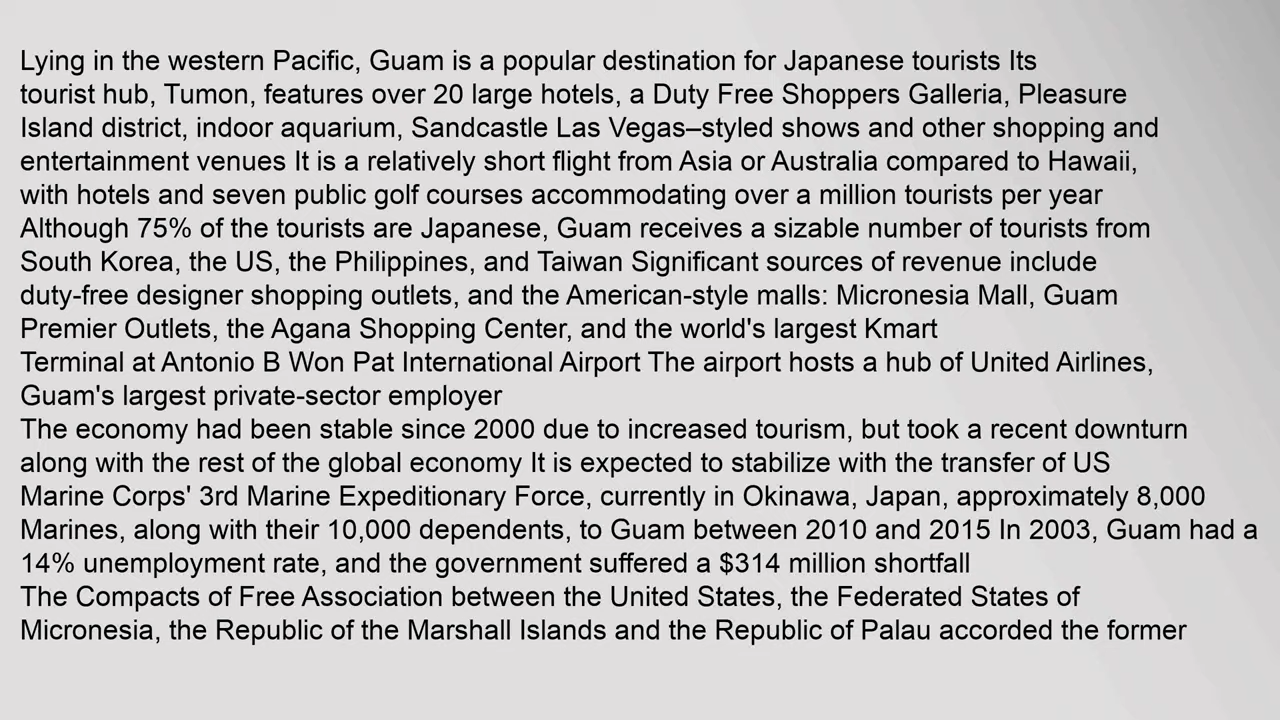 Lying in the western Pacific, Guam is a popular destination for Japanese tourists Its
tourist hub, Tumon, features over 20 large hotels, a Duty Free Shoppers Galleria, Pleasure
Island district, indoor aquarium, Sandcastle Las Vegas–styled shows and other shopping and
entertainment venues It is a relatively short flight from Asia or Australia compared to Hawaii,
with hotels and seven public golf courses accommodating over a million tourists per year
Although 75% of the tourists are Japanese, Guam receives a sizable number of tourists from
South Korea, the US, the Philippines, and Taiwan Significant sources of revenue include
duty-free designer shopping outlets, and the American-style malls: Micronesia Mall, Guam
Premier Outlets, the Agana Shopping Center, and the world's largest Kmart
Terminal at Antonio B Won Pat International Airport The airport hosts a hub of United Airlines,
Guam's largest private-sector employer
The economy had been stable since 2000 due to increased tourism, but took a recent downturn
along with the rest of the global economy It is expected to stabilize with the transfer of US
Marine Corps' 3rd Marine Expeditionary Force, currently in Okinawa, Japan, approximately 8,000
Marines, along with their 10,000 dependents, to Guam between 2010 and 2015 In 2003, Guam had a
14% unemployment rate, and the government suffered a $314 million shortfall
The Compacts of Free Association between the United States, the Federated States of
Micronesia, the Republic of the Marshall Islands and the Republic of Palau accorded the former